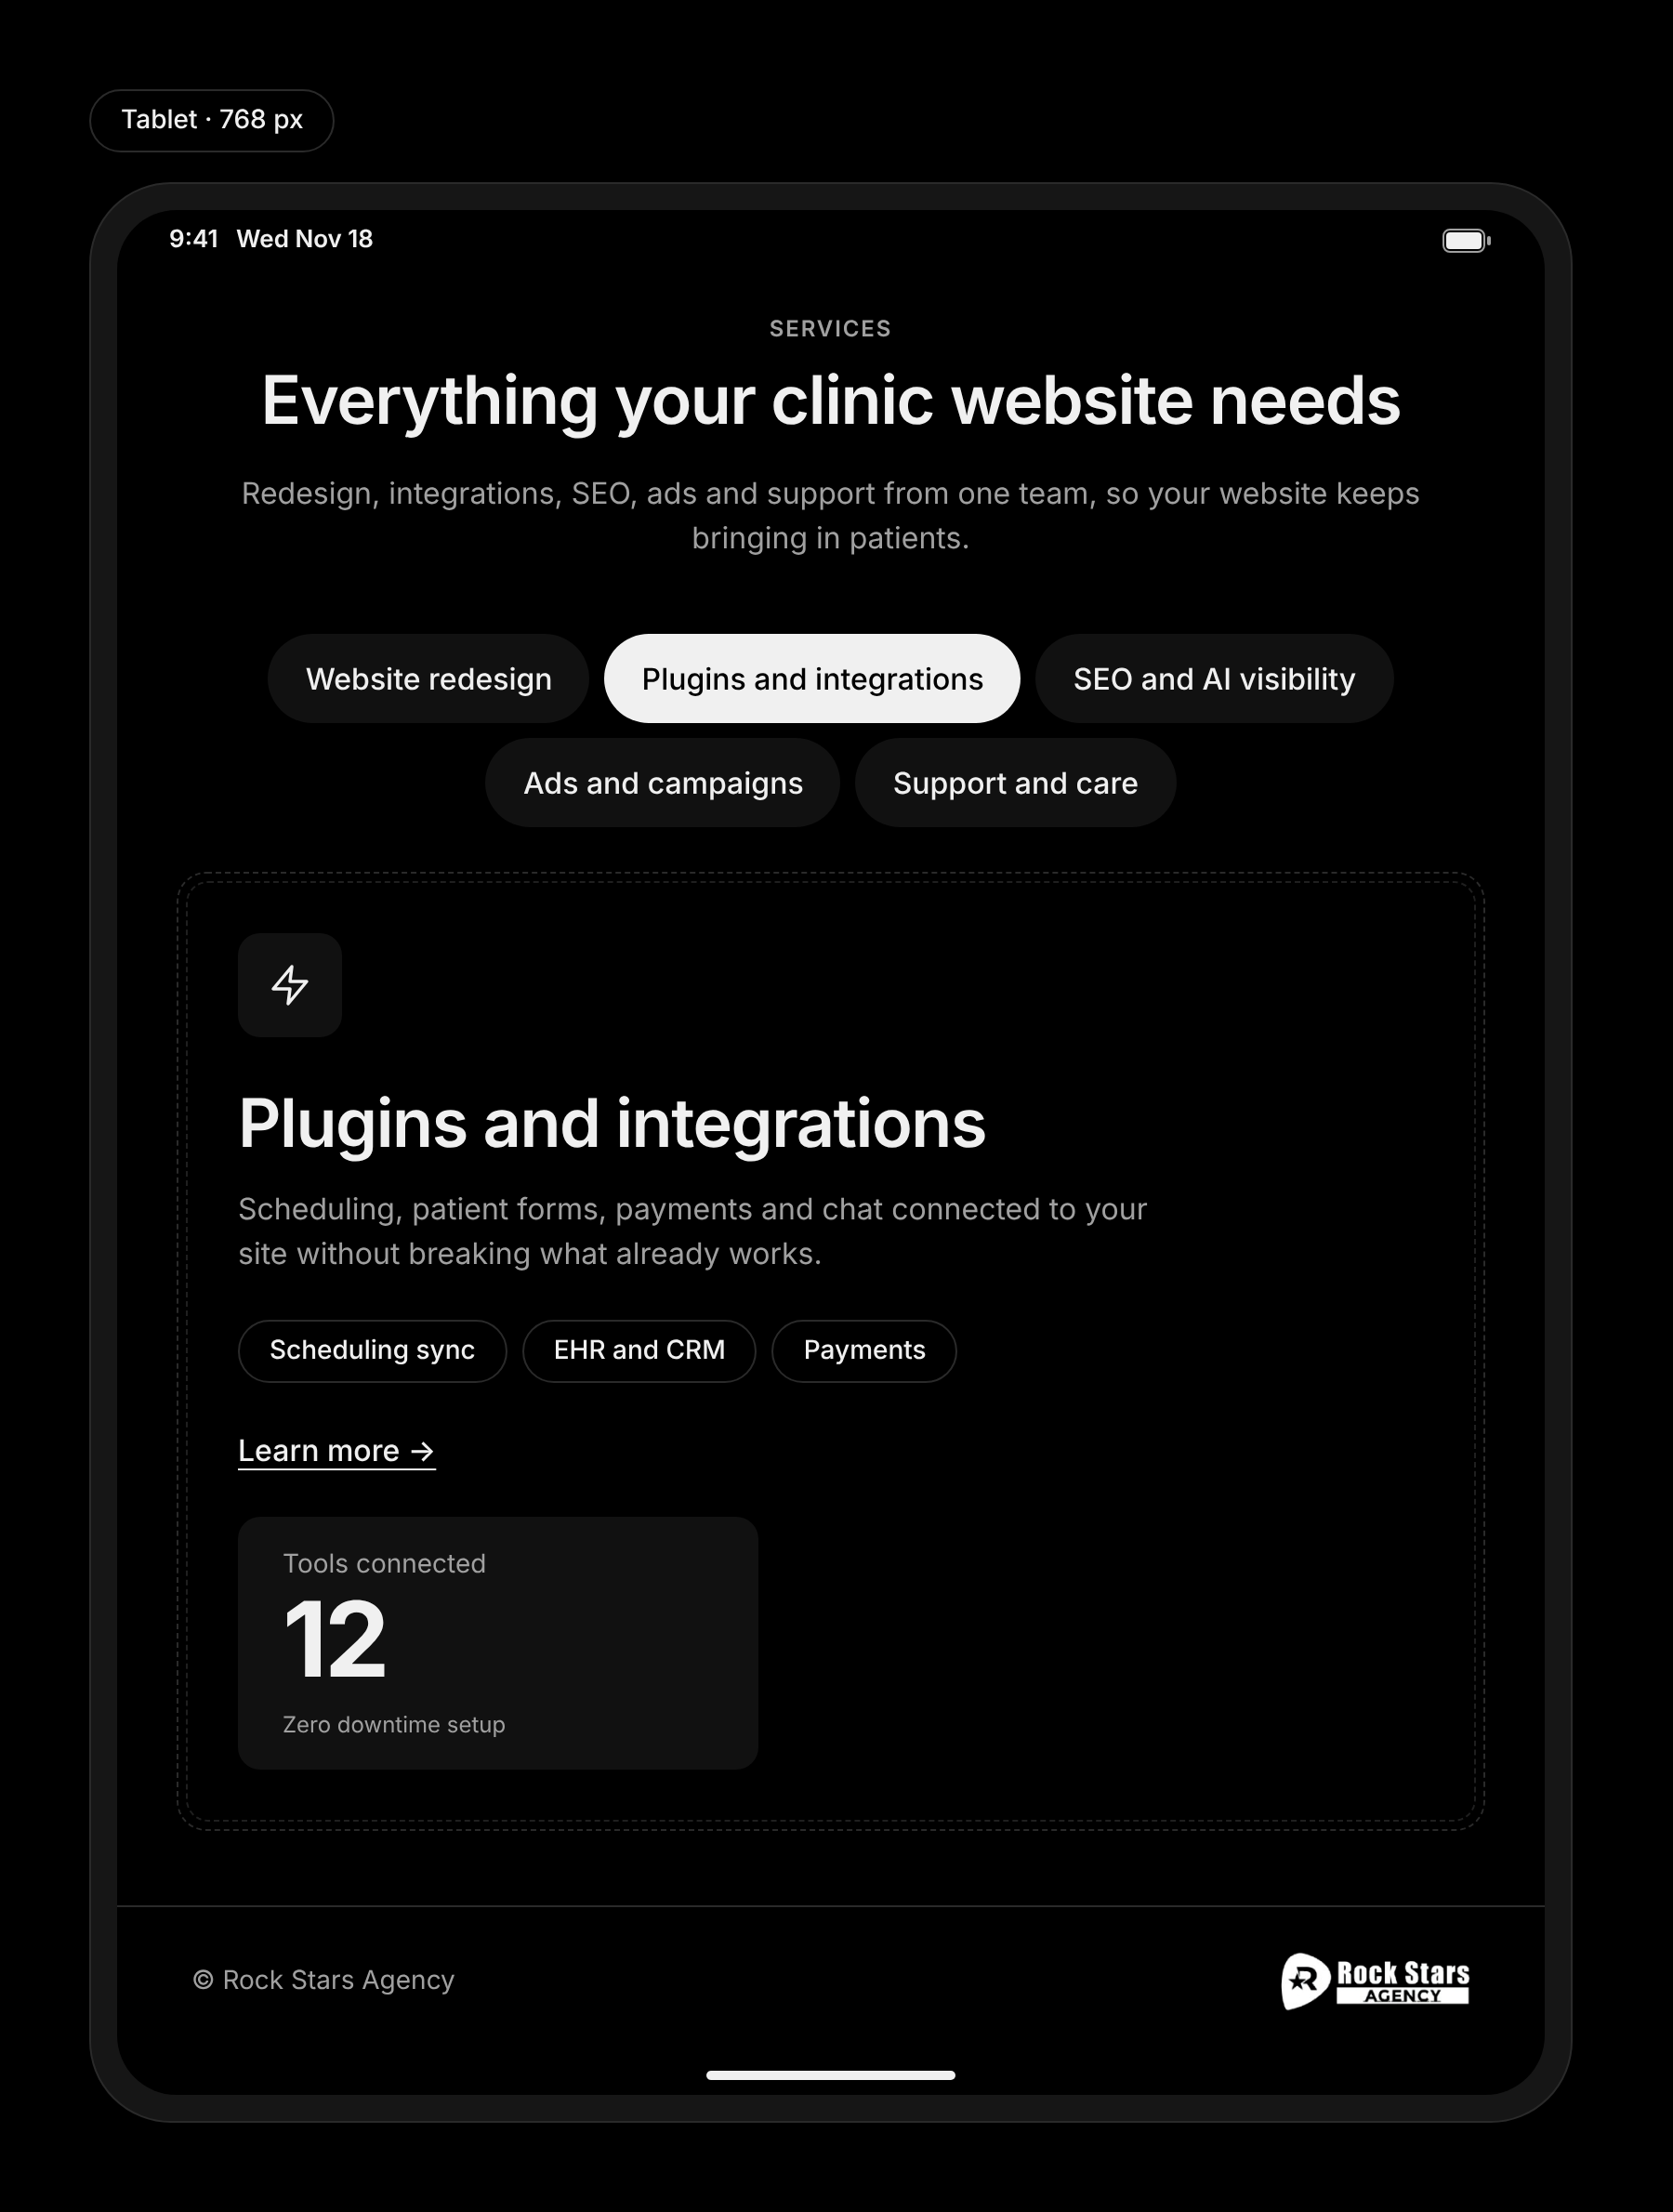 Tablet · 768 px
9:41 Wed Nov 18
SERVICES
Everything your clinic website needs
Redesign, integrations, SEO, ads and support from one team, so your website keeps
bringing in patients.
Website redesign
Plugins and integrations
SEO and AI visibility
Ads and campaigns
Support and care
Plugins and integrations
Scheduling, patient forms, payments and chat connected to your
site without breaking what already works.
Scheduling sync
EHR and CRM
Payments
Learn more →
Tools connected
12
Zero downtime setup
© Rock Stars Agency
R
Rock Stars
AGENCY